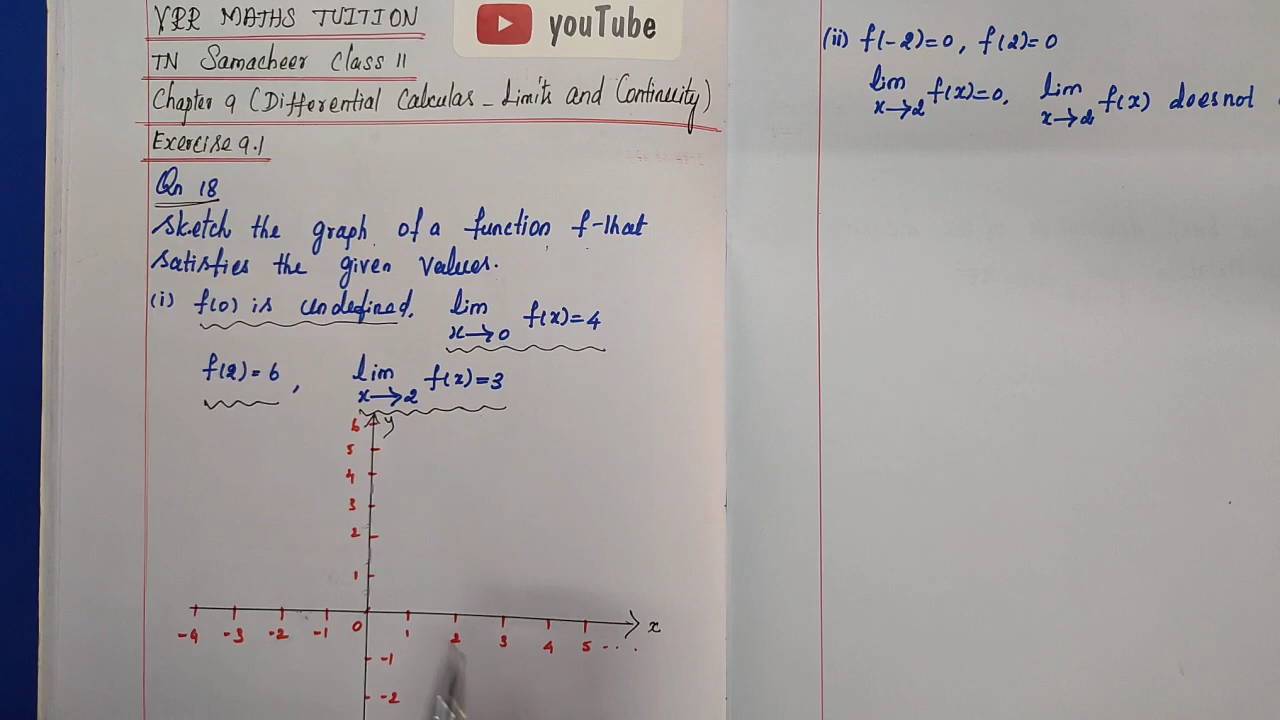 VRR MATHS TUITION
YouTube
TN Samacheer Class 11
Chapter 9 (Differential Calculas - Limits and Continuity)
Exercise 9.1
Qn 18
Sketch the graph of a function f that
satisfies the given values.
(i) f(0) is undefined. lim x→0 f(x)=4
f(2)=6, lim x→2 f(x)=3
y
6
5
4
3
2
1
-4 -3 -2 -1 0 1 2 3 4 5 .... x
-1
-2
(ii) f(-2)=0, f(2)=0
lim x→2 f(x)=0. lim x→2 f(x) does not